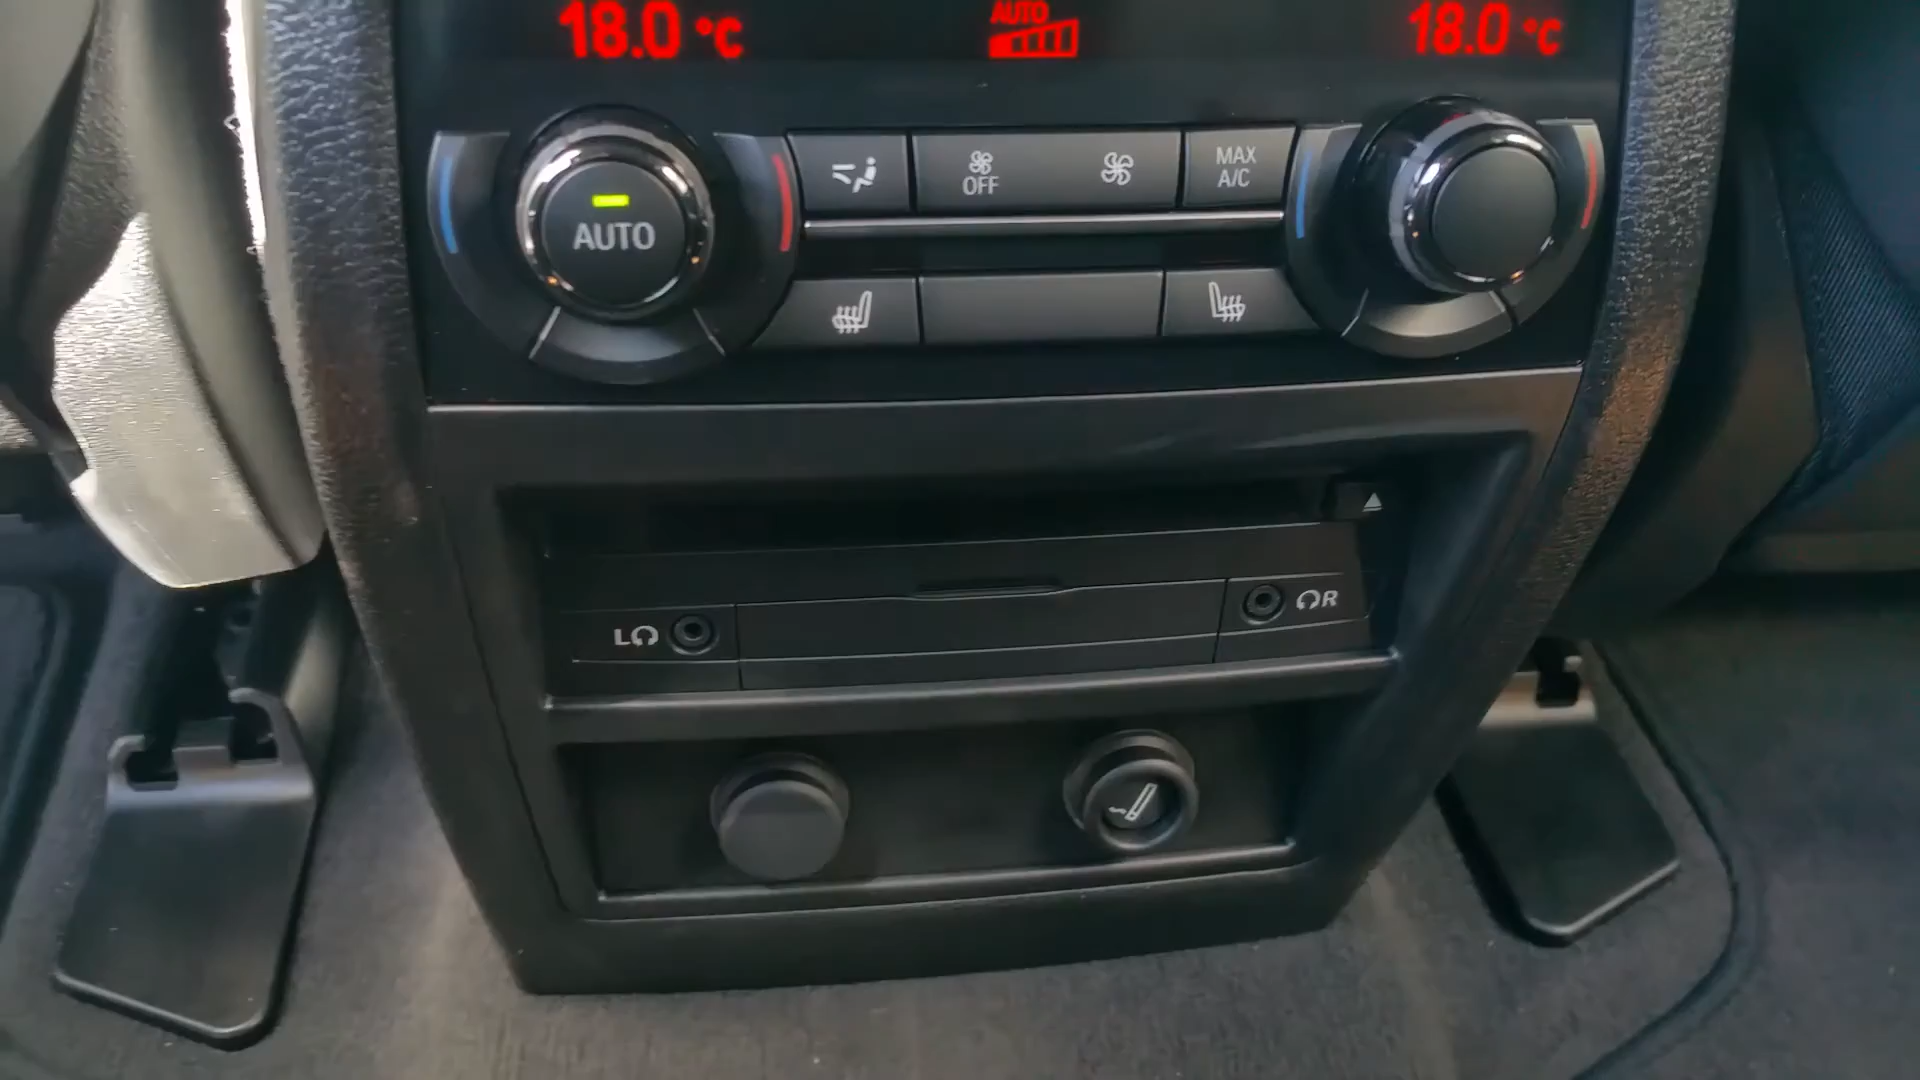 18.0 °C
AUTO
18.0 °C
AUTO
OFF
MAX
A/C
L
R